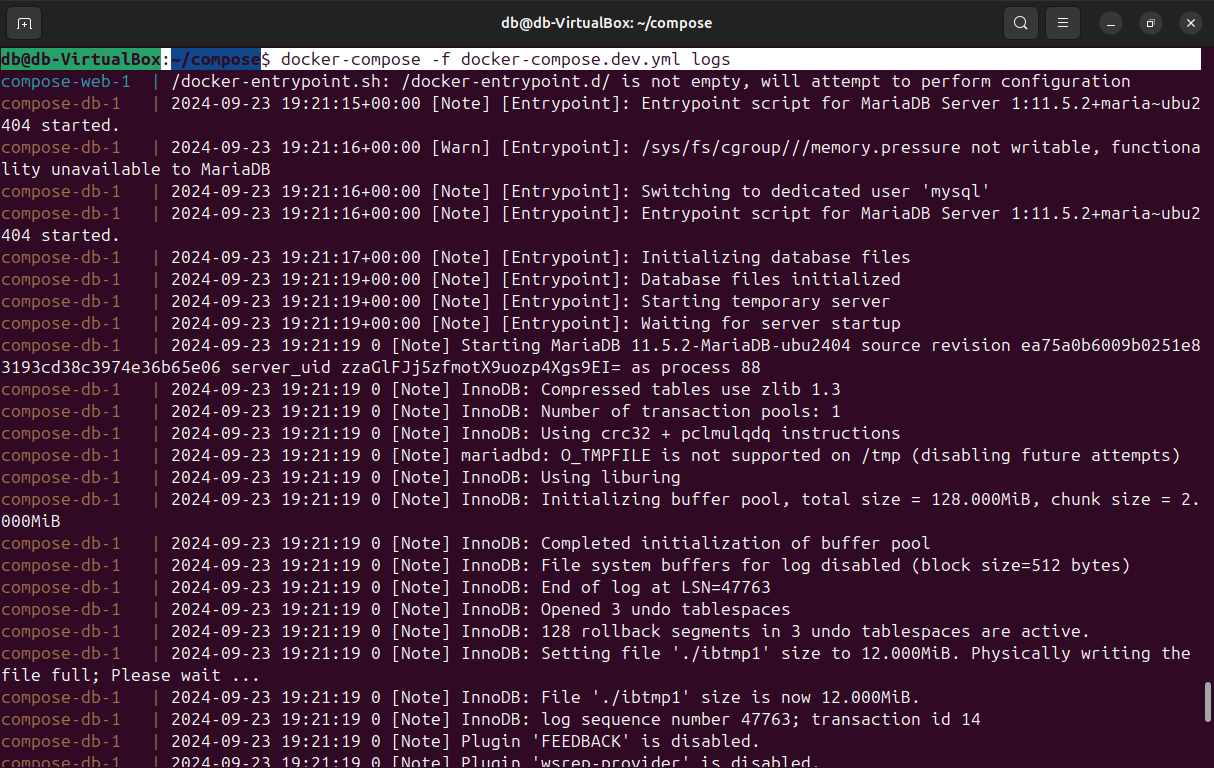 db@db-VirtualBox: ~/compose
db@db-VirtualBox:~/compose$ docker-compose -f docker-compose.dev.yml logs
compose-web-1  | /docker-entrypoint.sh: /docker-entrypoint.d/ is not empty, will attempt to perform configuration
compose-db-1   | 2024-09-23 19:21:15+00:00 [Note] [Entrypoint]: Entrypoint script for MariaDB Server 1:11.5.2+maria~ubu2
404 started.
compose-db-1   | 2024-09-23 19:21:16+00:00 [Warn] [Entrypoint]: /sys/fs/cgroup///memory.pressure not writable, functiona
lity unavailable to MariaDB
compose-db-1   | 2024-09-23 19:21:16+00:00 [Note] [Entrypoint]: Switching to dedicated user 'mysql'
compose-db-1   | 2024-09-23 19:21:16+00:00 [Note] [Entrypoint]: Entrypoint script for MariaDB Server 1:11.5.2+maria~ubu2
404 started.
compose-db-1   | 2024-09-23 19:21:17+00:00 [Note] [Entrypoint]: Initializing database files
compose-db-1   | 2024-09-23 19:21:19+00:00 [Note] [Entrypoint]: Database files initialized
compose-db-1   | 2024-09-23 19:21:19+00:00 [Note] [Entrypoint]: Starting temporary server
compose-db-1   | 2024-09-23 19:21:19+00:00 [Note] [Entrypoint]: Waiting for server startup
compose-db-1   | 2024-09-23 19:21:19 0 [Note] Starting MariaDB 11.5.2-MariaDB-ubu2404 source revision ea75a0b6009b0251e8
3193cd38c3974e36b65e06 server_uid zzaGlFJj5zfmotX9uozp4Xgs9EI= as process 88
compose-db-1   | 2024-09-23 19:21:19 0 [Note] InnoDB: Compressed tables use zlib 1.3
compose-db-1   | 2024-09-23 19:21:19 0 [Note] InnoDB: Number of transaction pools: 1
compose-db-1   | 2024-09-23 19:21:19 0 [Note] InnoDB: Using crc32 + pclmulqdq instructions
compose-db-1   | 2024-09-23 19:21:19 0 [Note] mariadbd: O_TMPFILE is not supported on /tmp (disabling future attempts)
compose-db-1   | 2024-09-23 19:21:19 0 [Note] InnoDB: Using liburing
compose-db-1   | 2024-09-23 19:21:19 0 [Note] InnoDB: Initializing buffer pool, total size = 128.000MiB, chunk size = 2.
000MiB
compose-db-1   | 2024-09-23 19:21:19 0 [Note] InnoDB: Completed initialization of buffer pool
compose-db-1   | 2024-09-23 19:21:19 0 [Note] InnoDB: File system buffers for log disabled (block size=512 bytes)
compose-db-1   | 2024-09-23 19:21:19 0 [Note] InnoDB: End of log at LSN=47763
compose-db-1   | 2024-09-23 19:21:19 0 [Note] InnoDB: Opened 3 undo tablespaces
compose-db-1   | 2024-09-23 19:21:19 0 [Note] InnoDB: 128 rollback segments in 3 undo tablespaces are active.
compose-db-1   | 2024-09-23 19:21:19 0 [Note] InnoDB: Setting file './ibtmp1' size to 12.000MiB. Physically writing the
file full; Please wait ...
compose-db-1   | 2024-09-23 19:21:19 0 [Note] InnoDB: File './ibtmp1' size is now 12.000MiB.
compose-db-1   | 2024-09-23 19:21:19 0 [Note] InnoDB: log sequence number 47763; transaction id 14
compose-db-1   | 2024-09-23 19:21:19 0 [Note] Plugin 'FEEDBACK' is disabled.
compose-db-1   | 2024-09-23 19:21:19 0 [Note] Plugin 'wsrep-provider' is disabled.